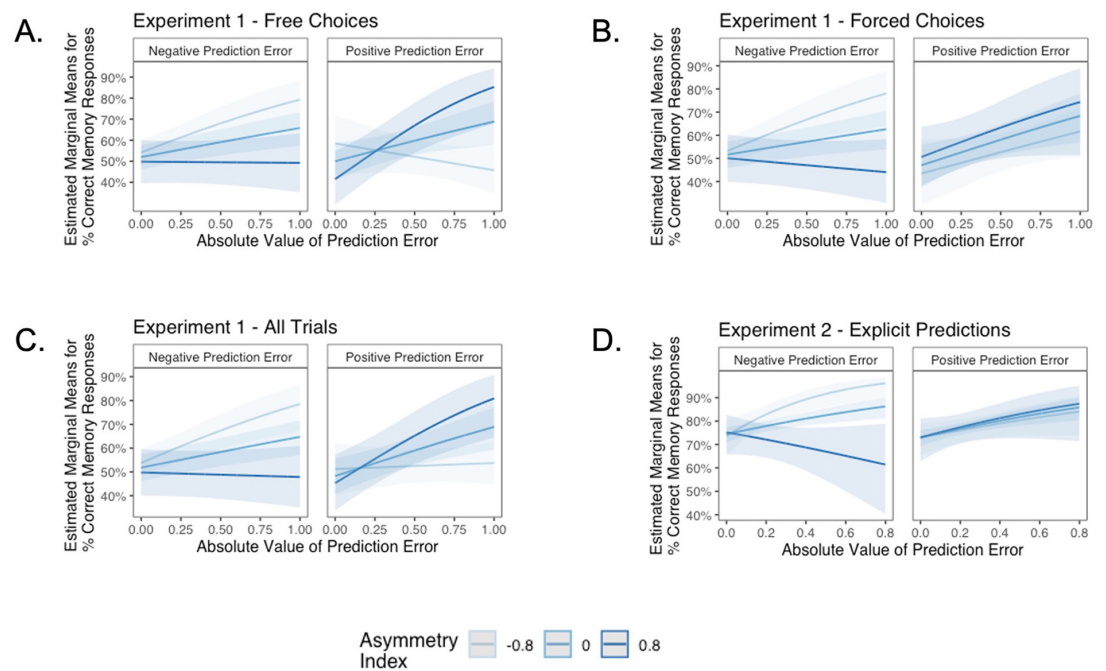 A.
Experiment 1 - Free Choices
Estimated Marginal Means for
% Correct Memory Responses
Negative Prediction Error
Positive Prediction Error
90%
80%
70%
60%
50%
40%
0.00 0.25 0.50 0.75 1.00
0.00 0.25 0.50 0.75 1.00
Absolute Value of Prediction Error
B.
Experiment 1 - Forced Choices
Estimated Marginal Means for
% Correct Memory Responses
Negative Prediction Error
Positive Prediction Error
90%
80%
70%
60%
50%
40%
0.00 0.25 0.50 0.75 1.00
0.00 0.25 0.50 0.75 1.00
Absolute Value of Prediction Error
C.
Experiment 1 - All Trials
Estimated Marginal Means for
% Correct Memory Responses
Negative Prediction Error
Positive Prediction Error
90%
80%
70%
60%
50%
40%
0.00 0.25 0.50 0.75 1.00
0.00 0.25 0.50 0.75 1.00
Absolute Value of Prediction Error
D.
Experiment 2 - Explicit Predictions
Estimated Marginal Means for
% Correct Memory Responses
Negative Prediction Error
Positive Prediction Error
90%
80%
70%
60%
50%
40%
0.0 0.2 0.4 0.6 0.8
0.0 0.2 0.4 0.6 0.8
Absolute Value of Prediction Error
Asymmetry
Index
-0.8 0 0.8